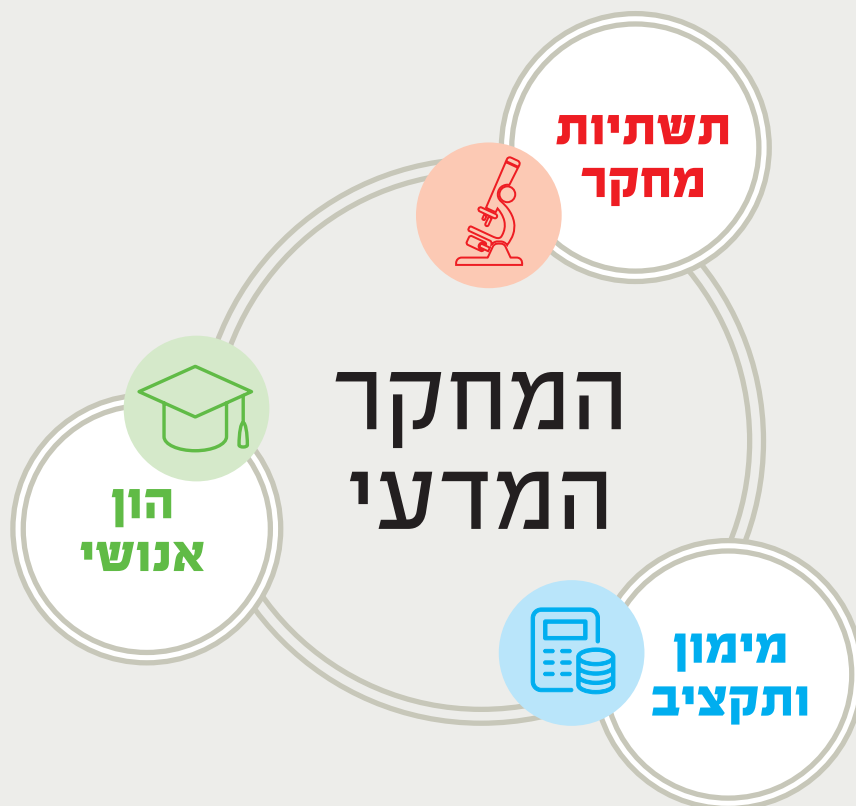 תשתיות
מחקר
המחקר
המדעי
הון
אנושי
מימון
ותקציב